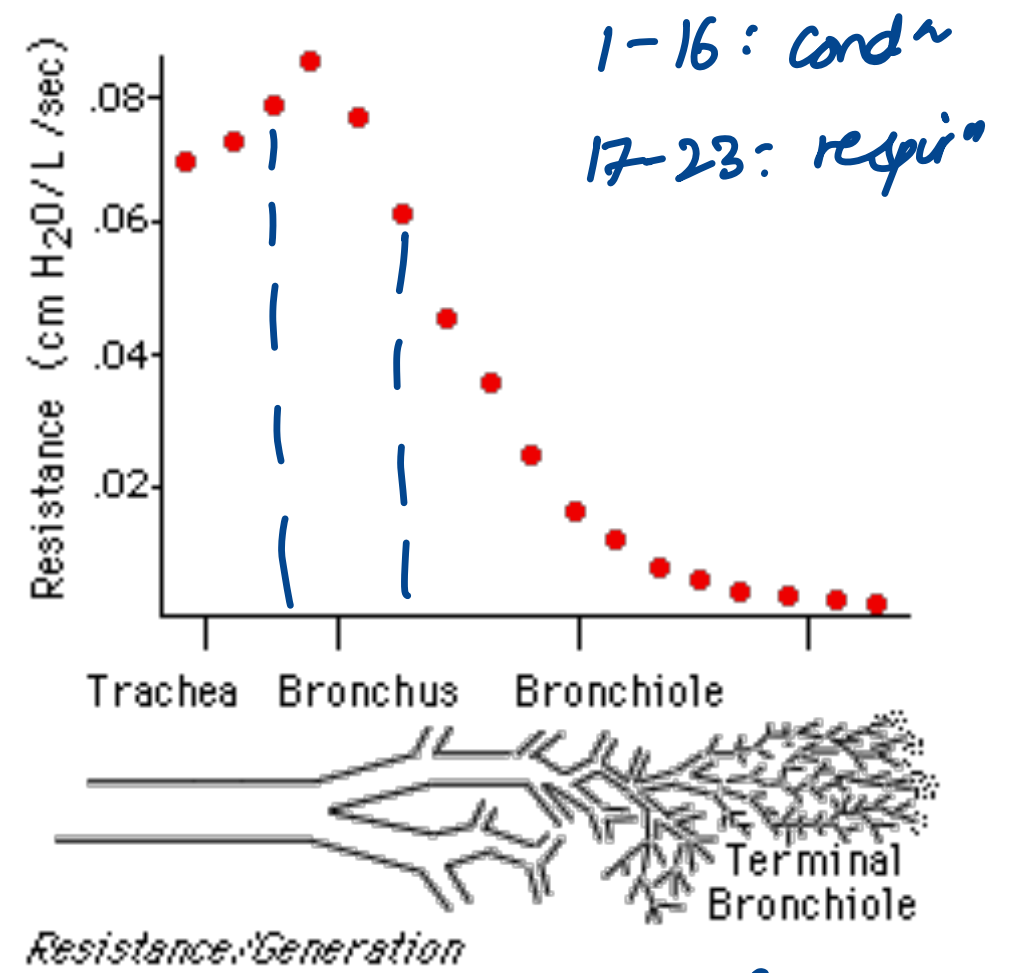 1-16: cond~
17-23: respirn
Resistance (cm H2O/L/sec)
.08
.06
.04
.02
Trachea Bronchus Bronchiole
Terminal
Bronchiole
Resistance/Generation